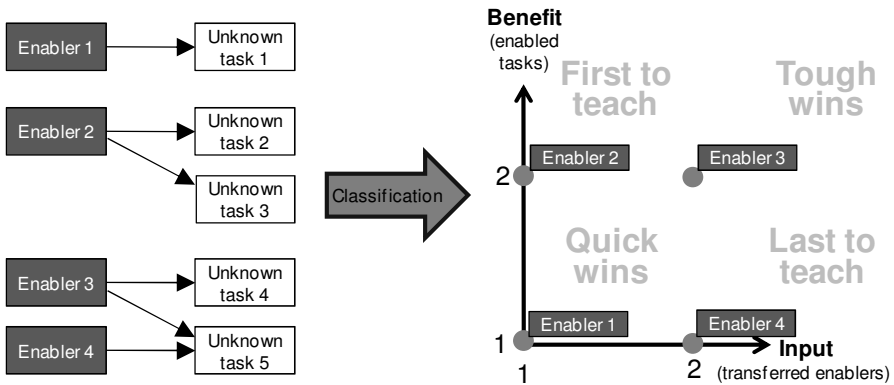 Enabler 1
Unknown
task 1
Enabler 2
Unknown
task 2
Unknown
task 3
Enabler 3
Unknown
task 4
Enabler 4
Unknown
task 5
Classification
Benefit
(enabled
tasks)
First to
teach
Tough
wins
2
Enabler 2
Enabler 3
Quick
wins
Last to
teach
1
Enabler 1
Enabler 4
Input
(transferred enablers)
1
2